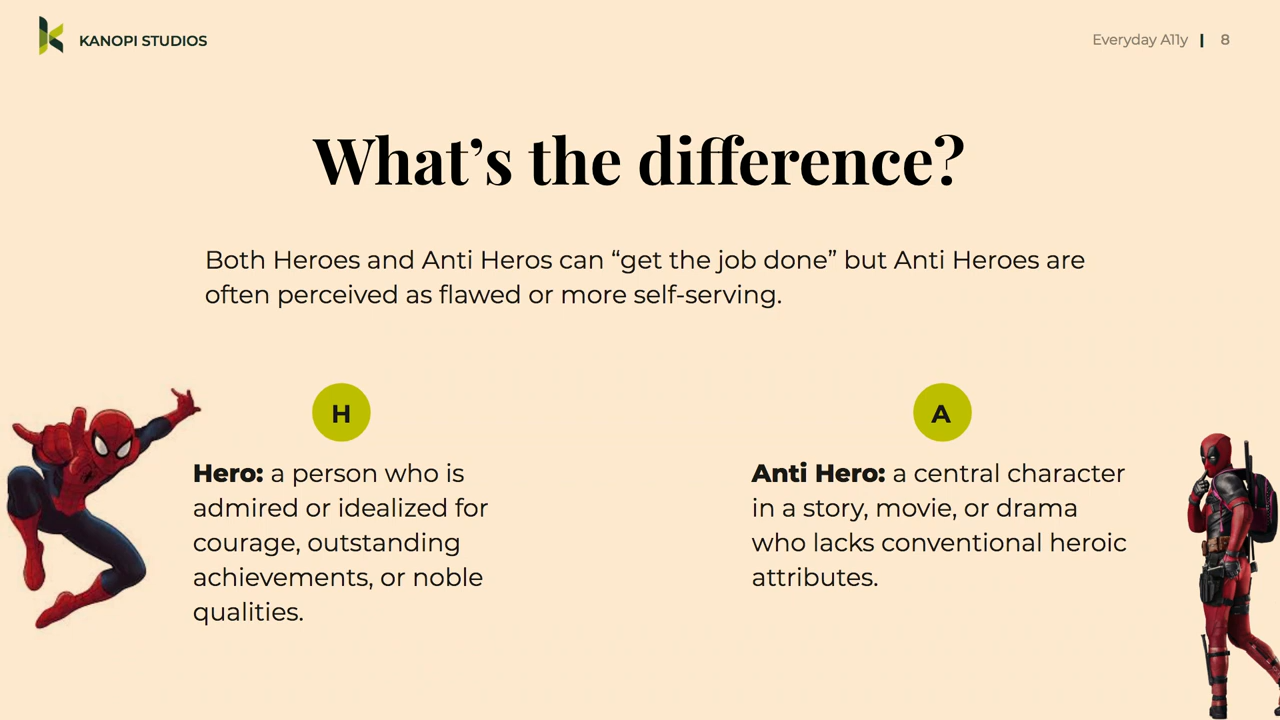 KANOPI STUDIOS
Everyday A11y | 8
What's the difference?
Both Heroes and Anti Heros can “get the job done” but Anti Heroes are
often perceived as flawed or more self-serving.
H
Hero: a person who is
admired or idealized for
courage, outstanding
achievements, or noble
qualities.
A
Anti Hero: a central character
in a story, movie, or drama
who lacks conventional heroic
attributes.